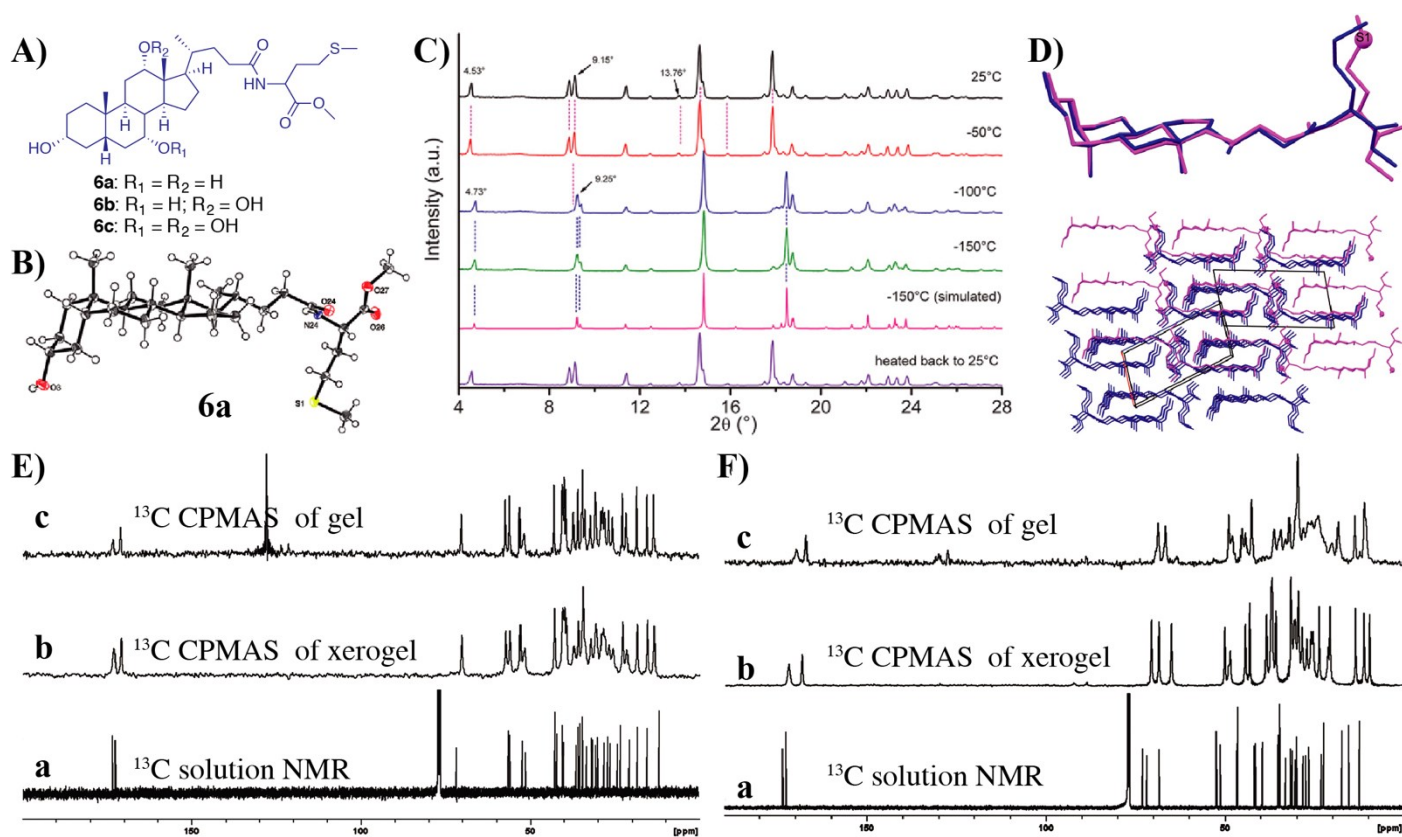 A)
OR₂
O
S
N
H
O
O
H
H
H
H
HO
OR₁
6a: R₁ = R₂ = H
6b: R₁ = H; R₂ = OH
6c: R₁ = R₂ = OH
B)
O27
O24
N24
O26
O3
S1
6a
C)
Intensity (a.u.)
4.53°
9.15°
13.76°
25°C
-50°C
4.73°
9.25°
-100°C
-150°C
-150°C (simulated)
heated back to 25°C
4 8 12 16 20 24 28
2θ (°)
D)
S1
E)
c
¹³C CPMAS of gel
b
¹³C CPMAS of xerogel
a
¹³C solution NMR
150 100 50 [ppm]
F)
c
¹³C CPMAS of gel
b
¹³C CPMAS of xerogel
a
¹³C solution NMR
150 100 50 [ppm]